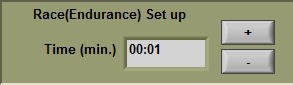 Race(Endurance) Set up
+
Time (min.) 00:01
-